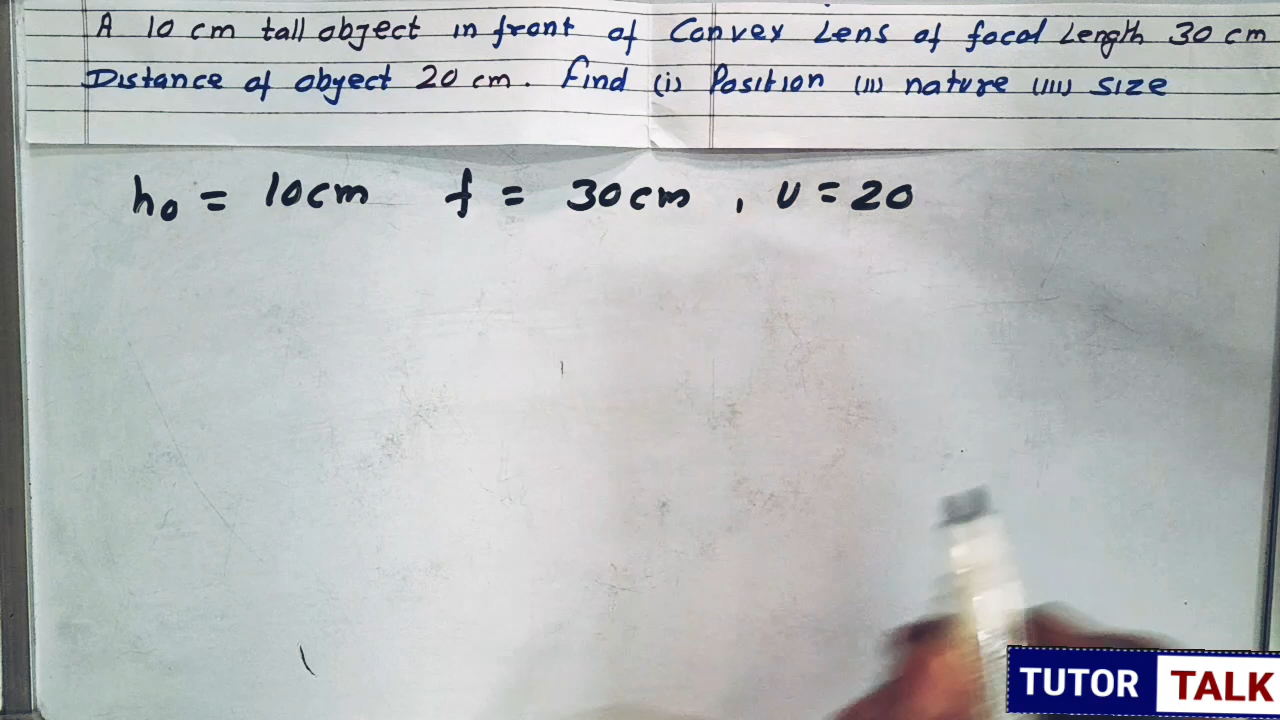 A 10 cm tall object in front of Convex Lens of focal Length 30 cm
Distance of object 20 cm. Find (i) Position (ii) nature (iii) size
ho = 10cm f = 30cm , u = 20
TUTOR TALK